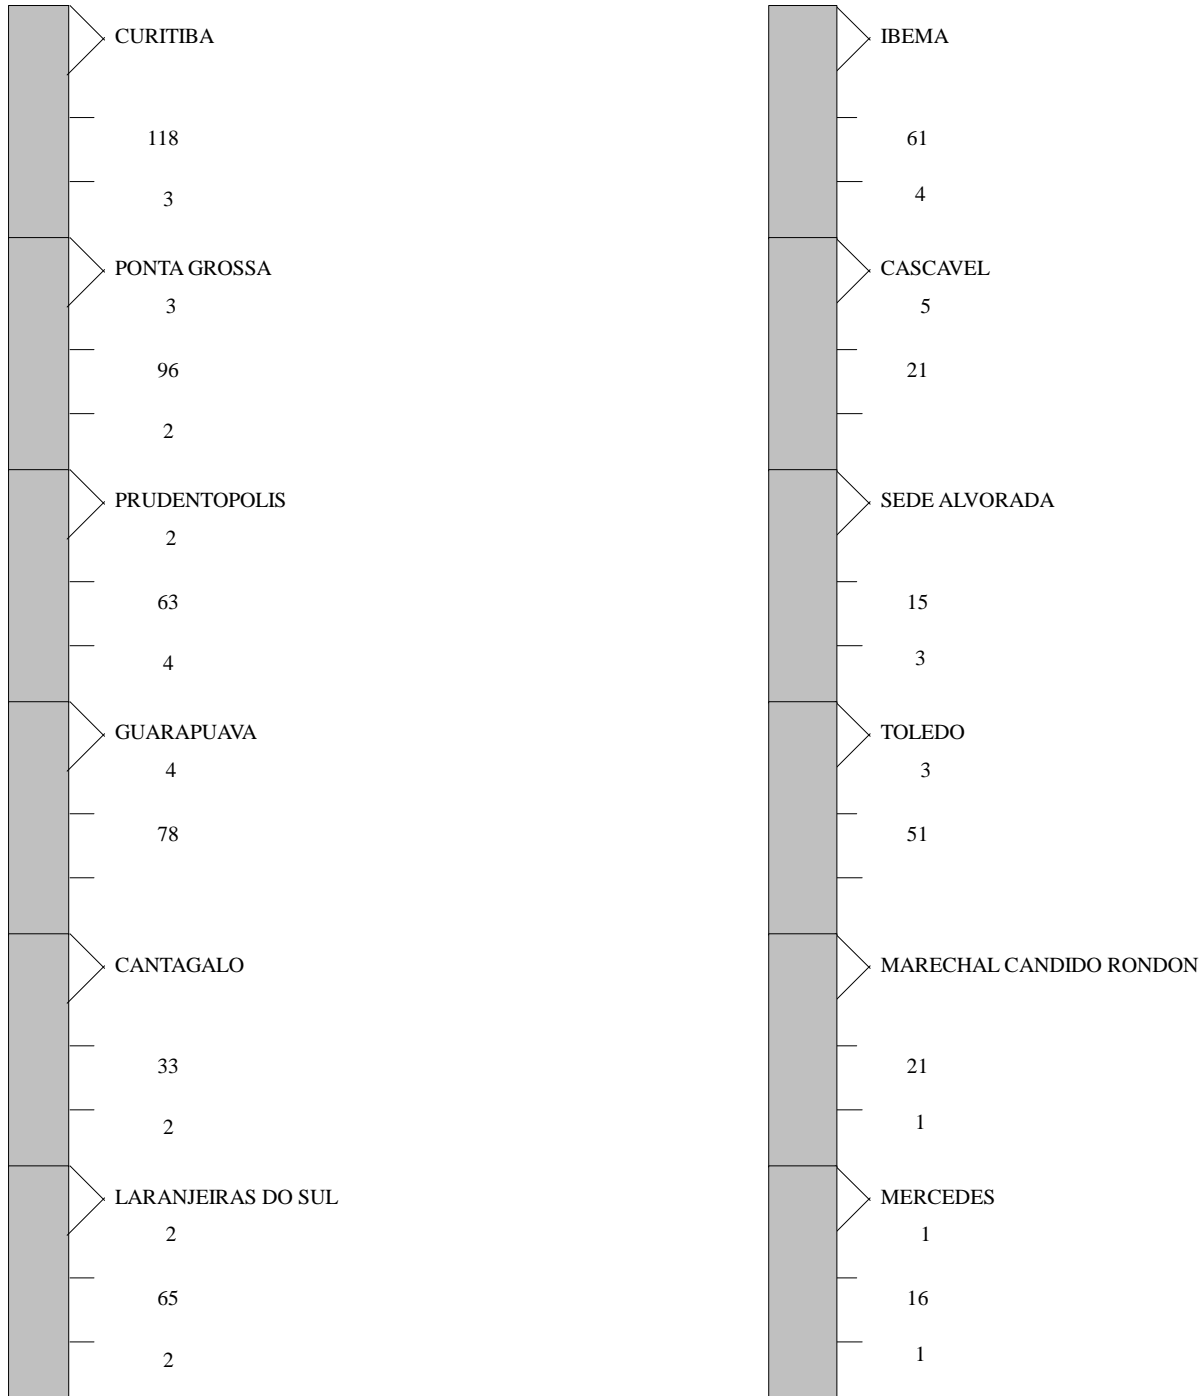 CURITIBA
118
3
PONTA GROSSA
3
96
2
PRUDENTOPOLIS
2
63
4
GUARAPUAVA
4
78
CANTAGALO
33
2
LARANJEIRAS DO SUL
2
65
2
IBEMA
61
4
CASCAVEL
5
21
SEDE ALVORADA
15
3
TOLEDO
3
51
MARECHAL CANDIDO RONDON
21
1
MERCEDES
1
16
1